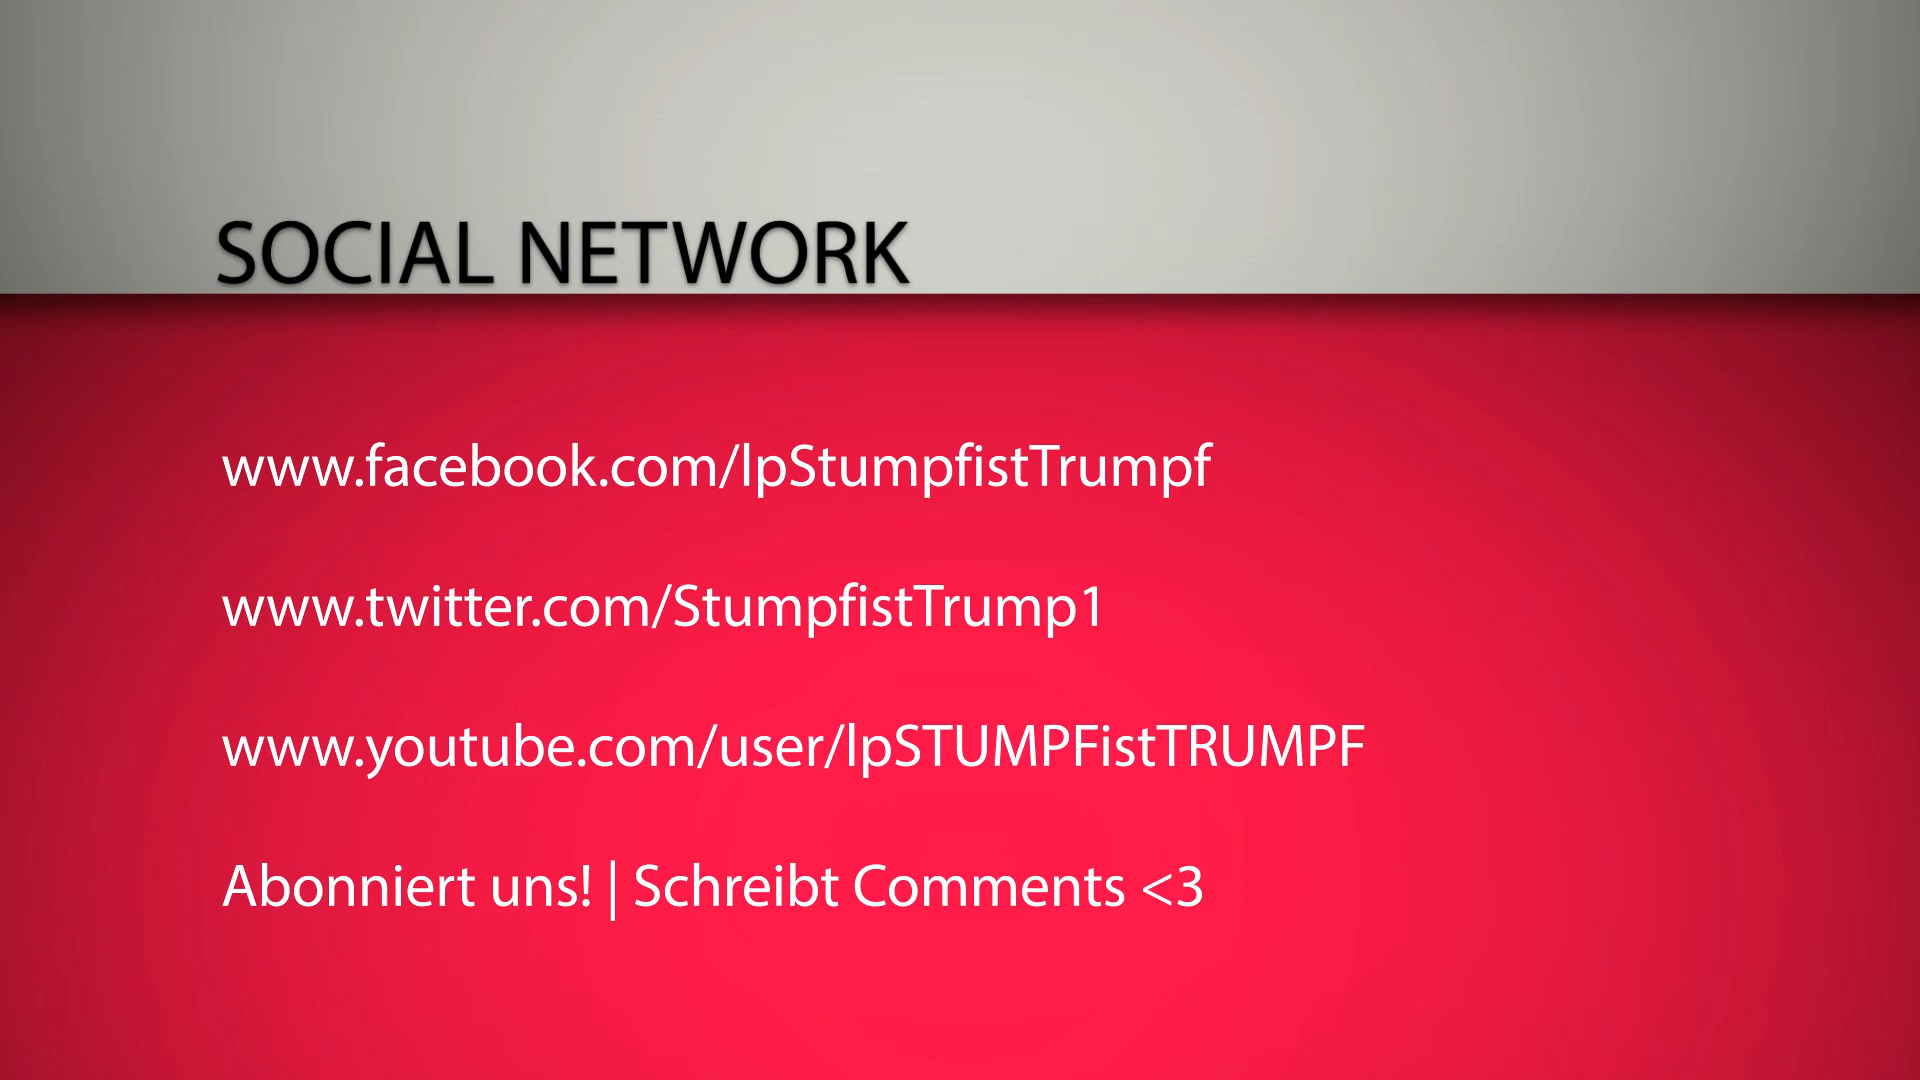 SOCIAL NETWORK
www.facebook.com/lpStumpfistTrumpf
www.twitter.com/StumpfistTrump1
www.youtube.com/user/lpSTUMPFistTRUMPF
Abonniert uns! | Schreibt Comments <3